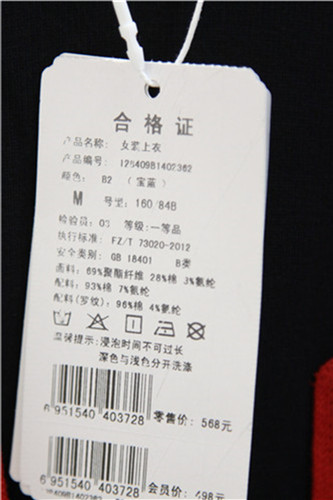 合格证
产品名称: 女装上衣
产品编号: 126409B1402362
颜色: B2 (宝蓝)
M 号型: 160/84B
检验员: 03 等级: 一等品
执行标准: FZ/T 73020-2012
安全类别: GB 18401 B类
面料: 69%聚酯纤维 28%棉 3%氨纶
配料: 93%棉 7%氨纶
配料(罗纹): 96%棉 4%氨纶
温馨提示: 浸泡时间不可过长
深色与浅色分开洗涤
6 951540 403728
零售价: 568元
126409B1402362 M
6 951540 403728
会员价: 498元